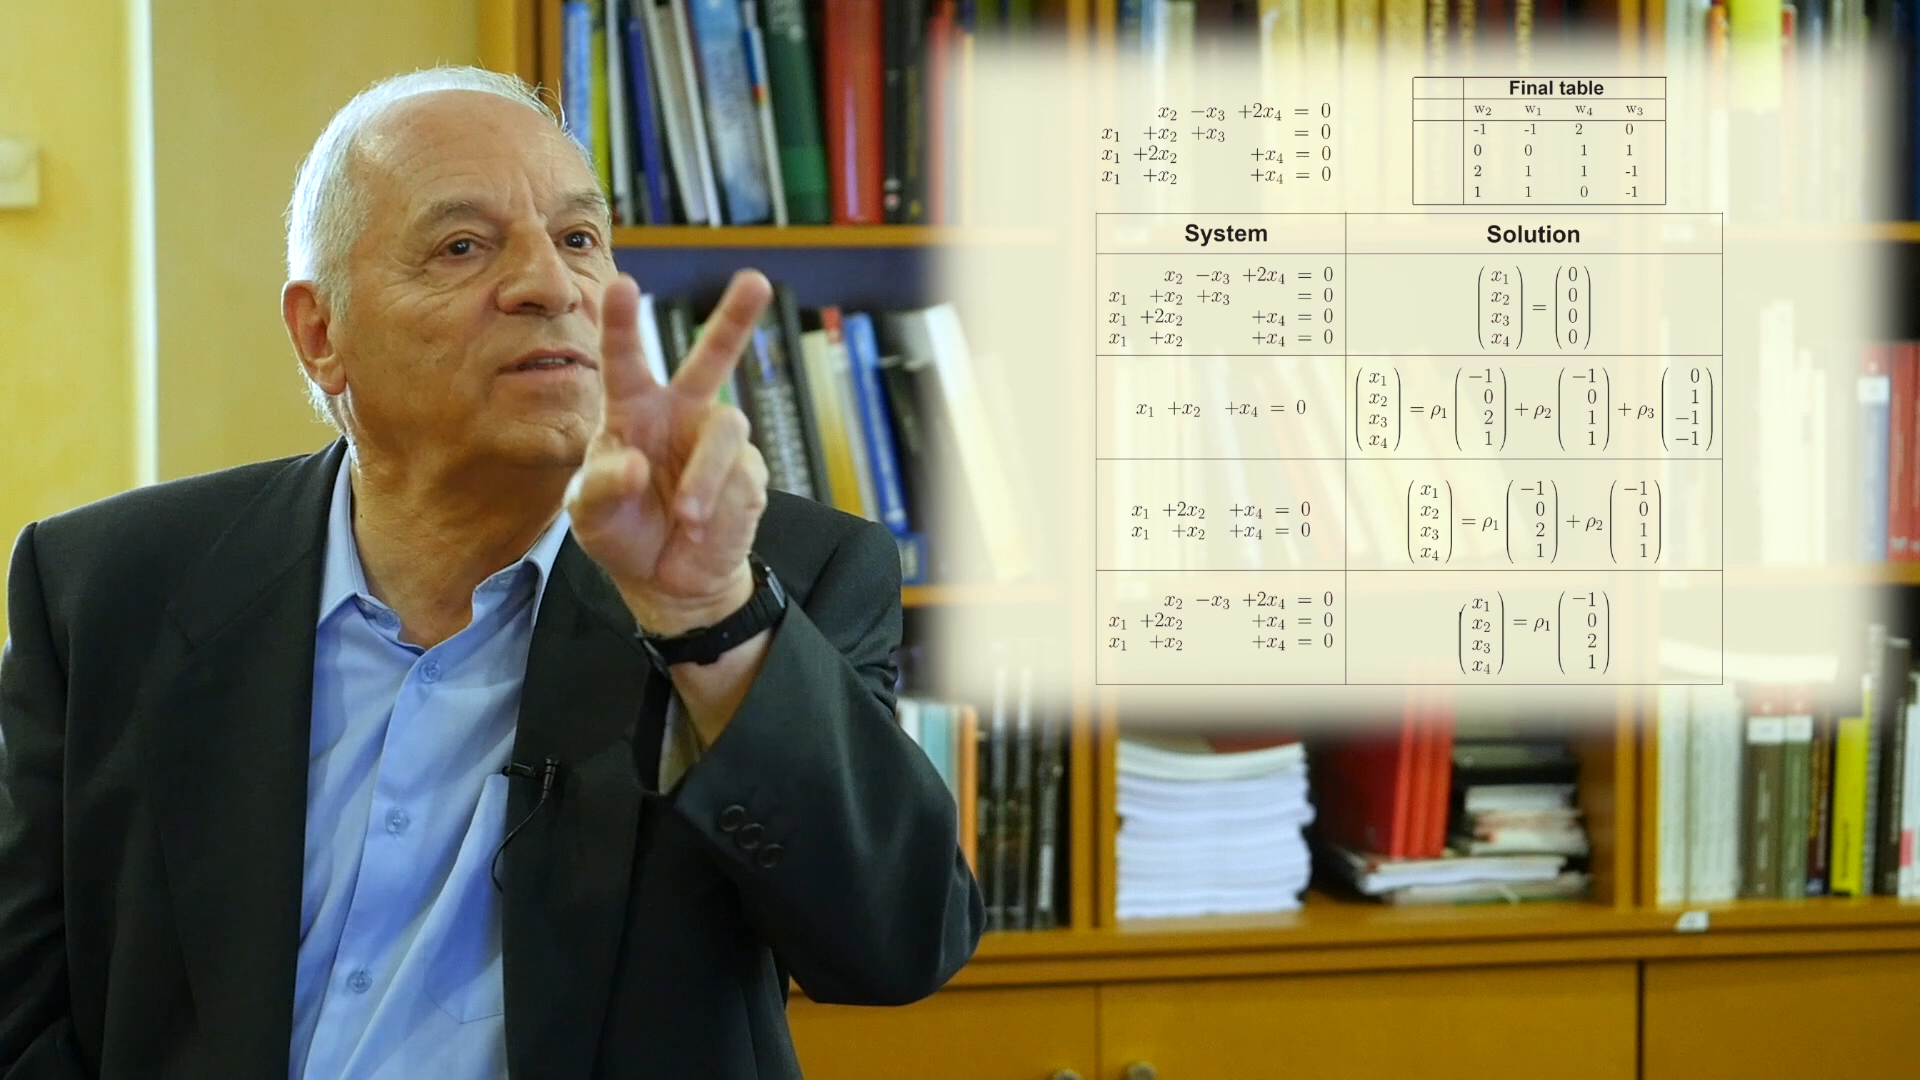 x₂ −x₃ +2x₄ = 0
x₁ +x₂ +x₃ = 0
x₁ +2x₂ +x₄ = 0
x₁ +x₂ +x₄ = 0
Final table
w₂ w₁ w₄ w₃
-1 -1 2 0
0 0 1 1
2 1 1 -1
1 1 0 -1
System Solution
x₂ −x₃ +2x₄ = 0
x₁ +x₂ +x₃ = 0
x₁ +2x₂ +x₄ = 0
x₁ +x₂ +x₄ = 0
(x₁ x₂ x₃ x₄) = (0 0 0 0)
x₁ +x₂ +x₄ = 0
(x₁ x₂ x₃ x₄) = ρ₁ (−1 0 2 1) + ρ₂ (−1 0 1 1) + ρ₃ (0 1 −1 −1)
x₁ +2x₂ +x₄ = 0
x₁ +x₂ +x₄ = 0
(x₁ x₂ x₃ x₄) = ρ₁ (−1 0 2 1) + ρ₂ (−1 0 1 1)
x₂ −x₃ +2x₄ = 0
x₁ +2x₂ +x₄ = 0
x₁ +x₂ +x₄ = 0
(x₁ x₂ x₃ x₄) = ρ₁ (−1 0 2 1)